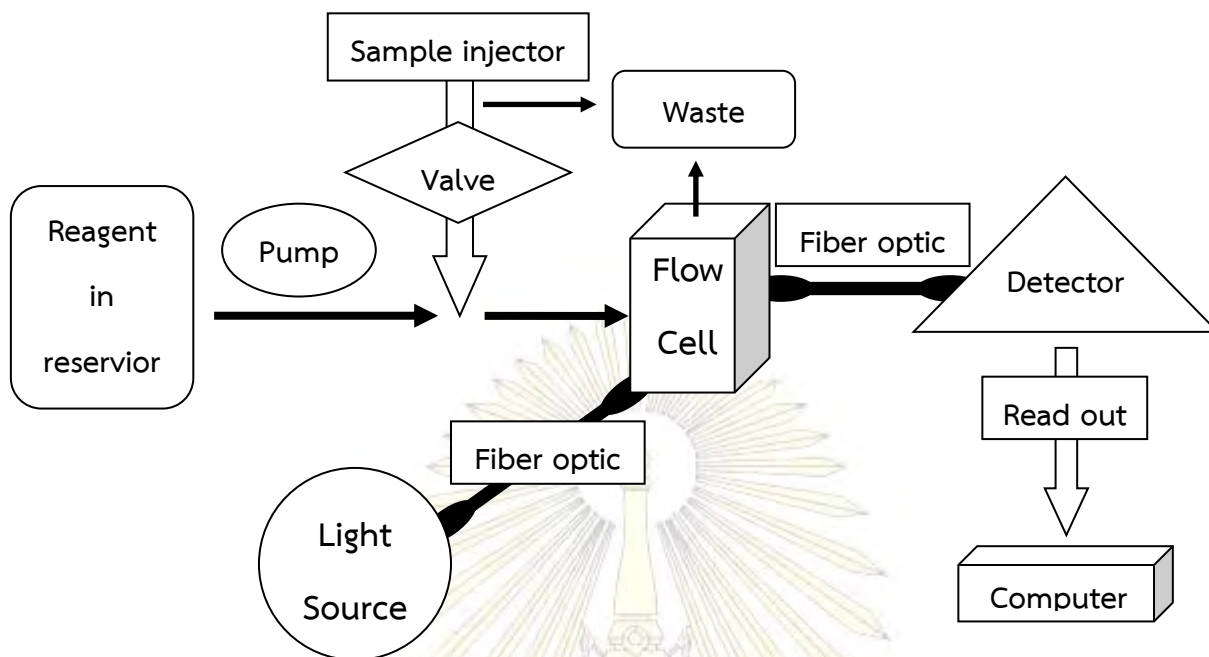 Sample injector
Waste
Valve
Reagent
in
reservior
Pump
Flow
Cell
Fiber optic
Detector
Read out
Fiber optic
Light
Source
Computer